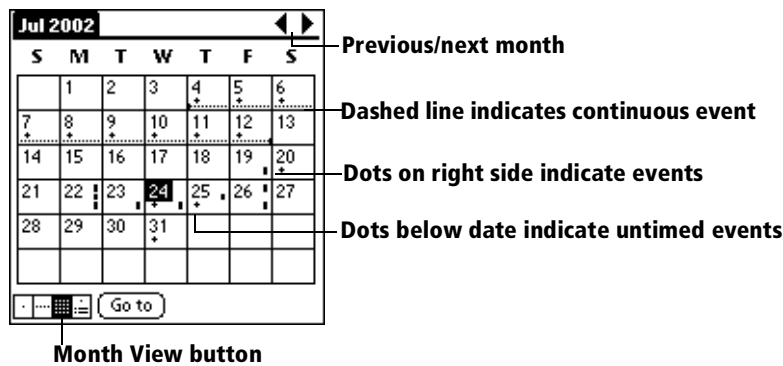 Jul 2002
Previous/next month
S M T W T F S
1 2 3 4 5 6
Dashed line indicates continuous event
7 8 9 10 11 12 13
14 15 16 17 18 19 20
Dots on right side indicate events
21 22 23 24 25 26 27
28 29 30 31
Dots below date indicate untimed events
Go to
Month View button